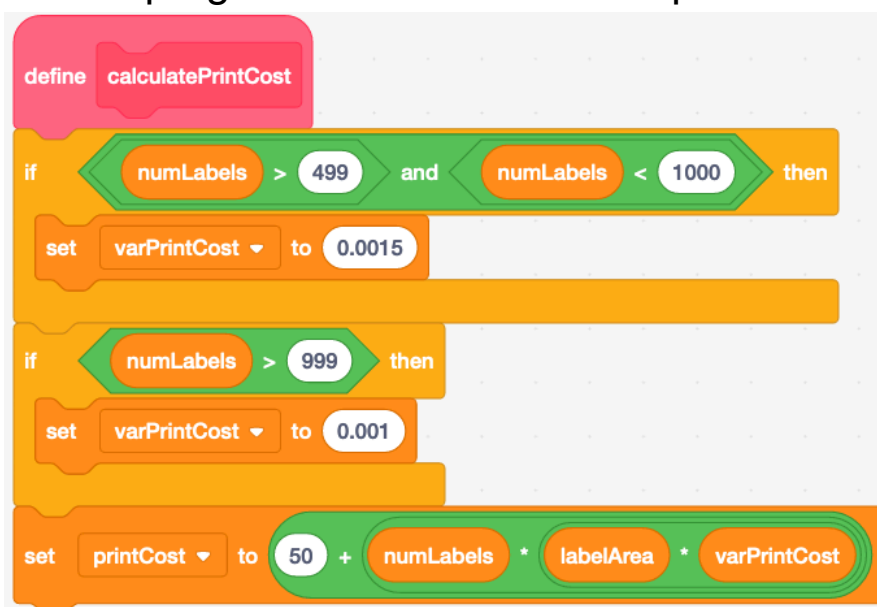 define calculatePrintCost
if numLabels > 499 and numLabels < 1000 then
set varPrintCost to 0.0015
if numLabels > 999 then
set varPrintCost to 0.001
set printCost to 50 + numLabels * labelArea * varPrintCost